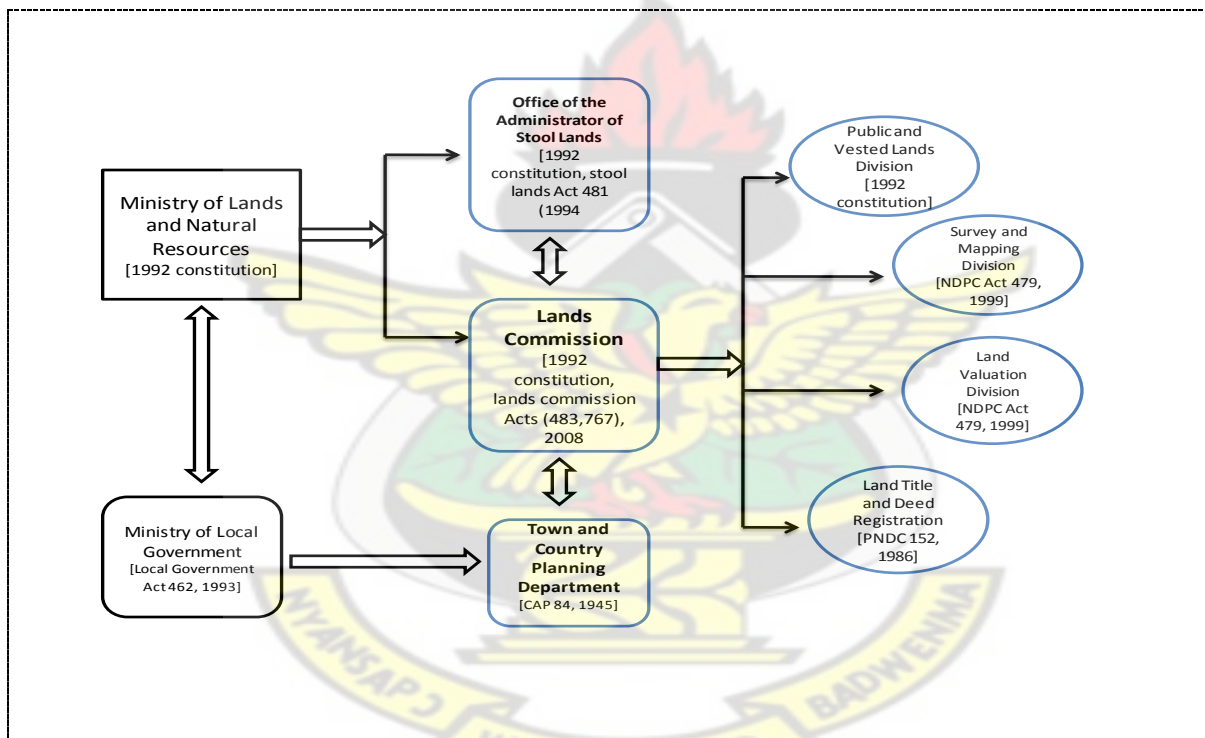 Ministry of Lands
and Natural
Resources
[1992 constitution]
Ministry of Local
Government
[Local Government
Act 462, 1993]
Office of the
Administrator of
Stool Lands
[1992
constitution, stool
lands Act 481
(1994
Lands
Commission
[1992
constitution,
lands commission
Acts (483,767),
2008
Town and
Country
Planning
Department
[CAP 84, 1945]
Public and
Vested Lands
Division
[1992
constitution]
Survey and
Mapping
Division
[NDPC Act 479,
1999]
Land
Valuation
Division
[NDPC Act
479, 1999]
Land Title
and Deed
Registration
[PNDC 152,
1986]
NYANSAPƆ
BADWENMA